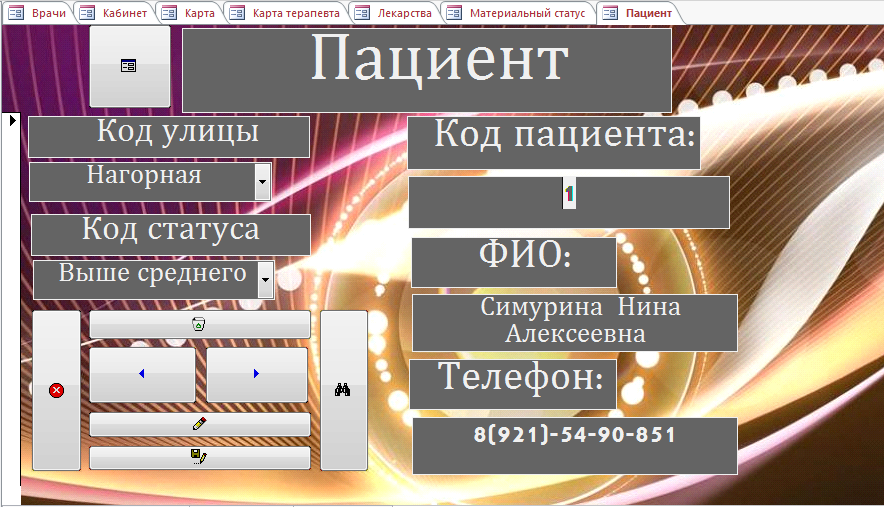 Врачи
Кабинет
Карта
Карта терапевта
Лекарства
Материальный статус
Пациент
Пациент
Код улицы
Нагорная
Код статуса
Выше среднего
Код пациента:
1
ФИО:
Симурина Нина
Алексеевна
Телефон:
8(921)-54-90-851